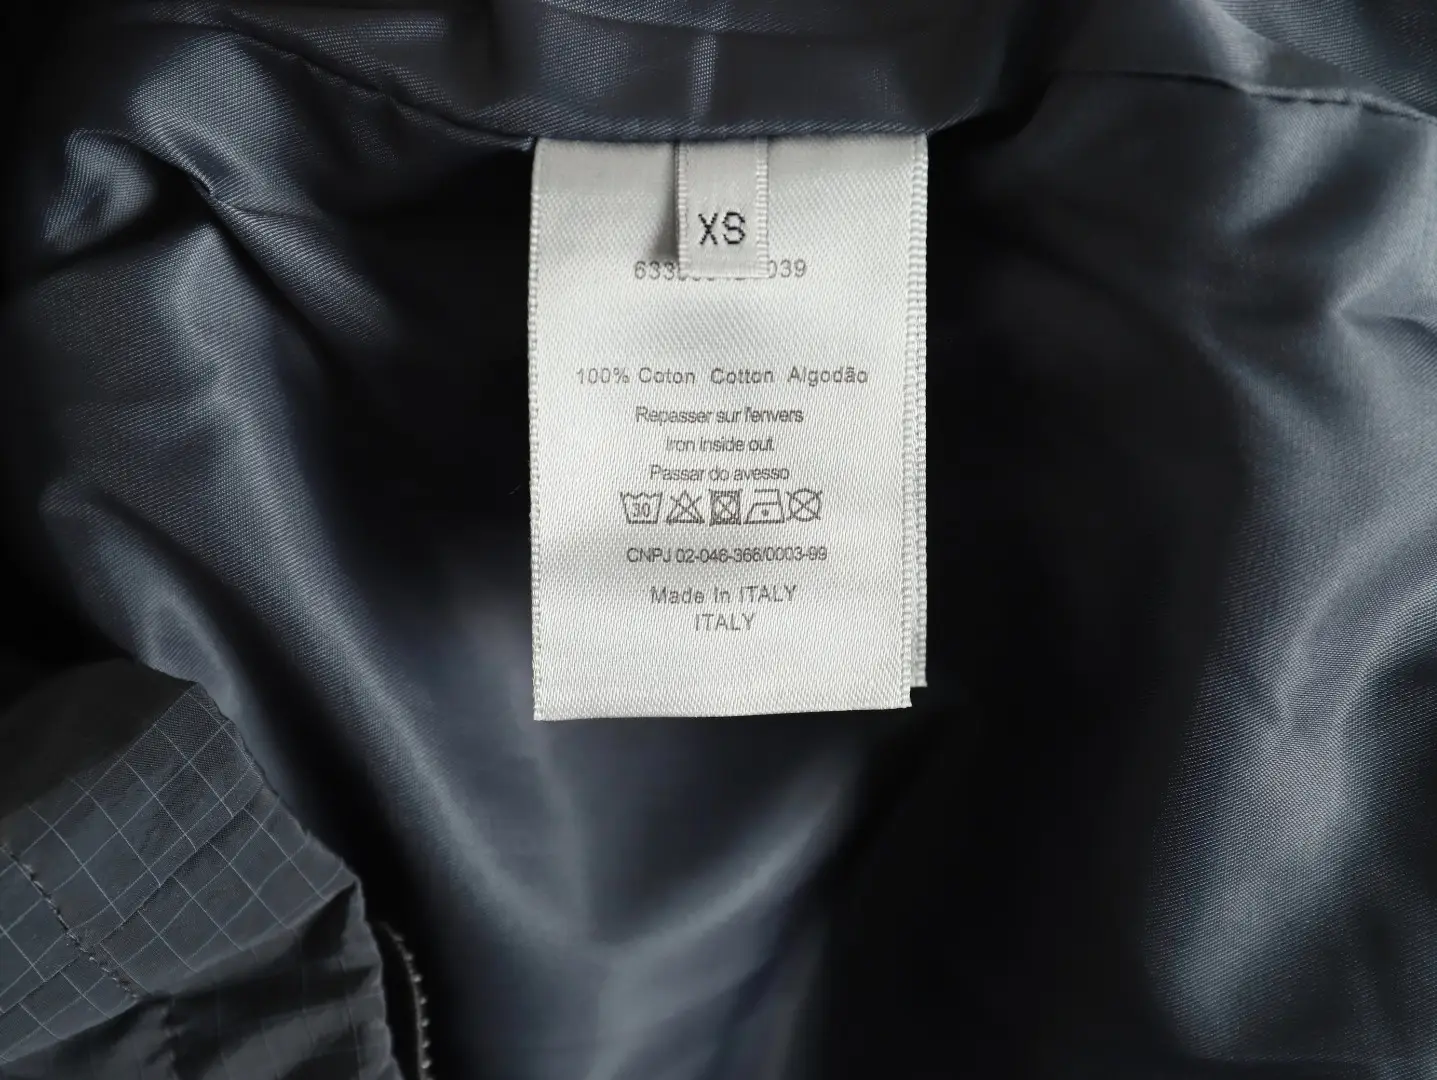 XS
100% Coton Cotton Algodão
Repasser sur l'envers
Iron inside out
Passar do avesso
30
CNPJ 02-046-366/0003-99
Made In ITALY
ITALY